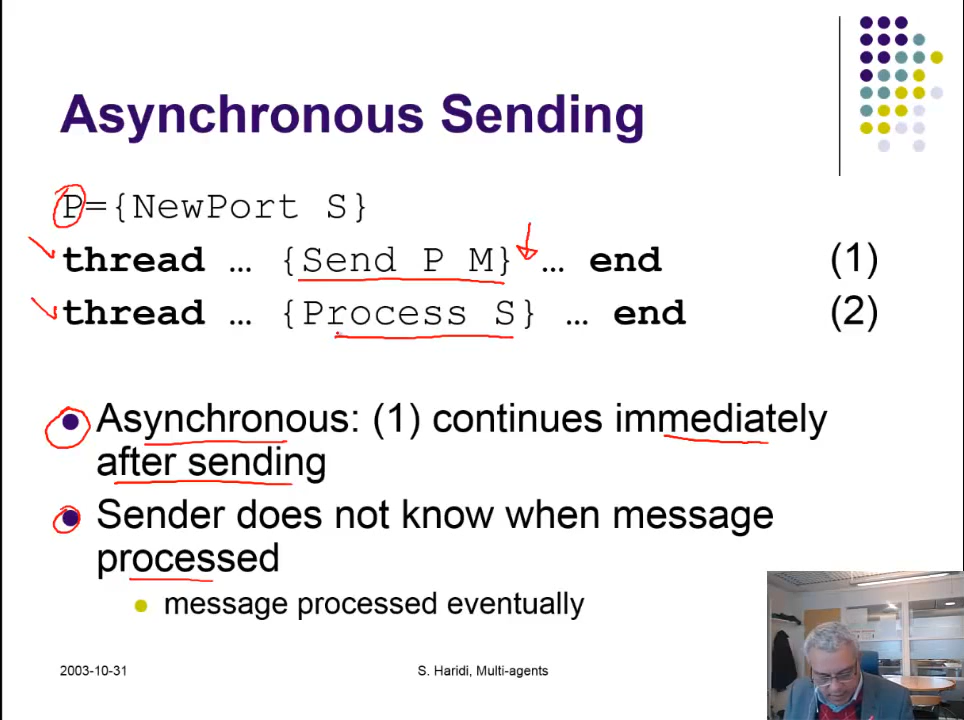 Asynchronous Sending
P={NewPort S}
thread … {Send P M} … end (1)
thread … {Process S} … end (2)
Asynchronous: (1) continues immediately
after sending
Sender does not know when message
processed
message processed eventually
2003-10-31 S. Haridi, Multi-agents